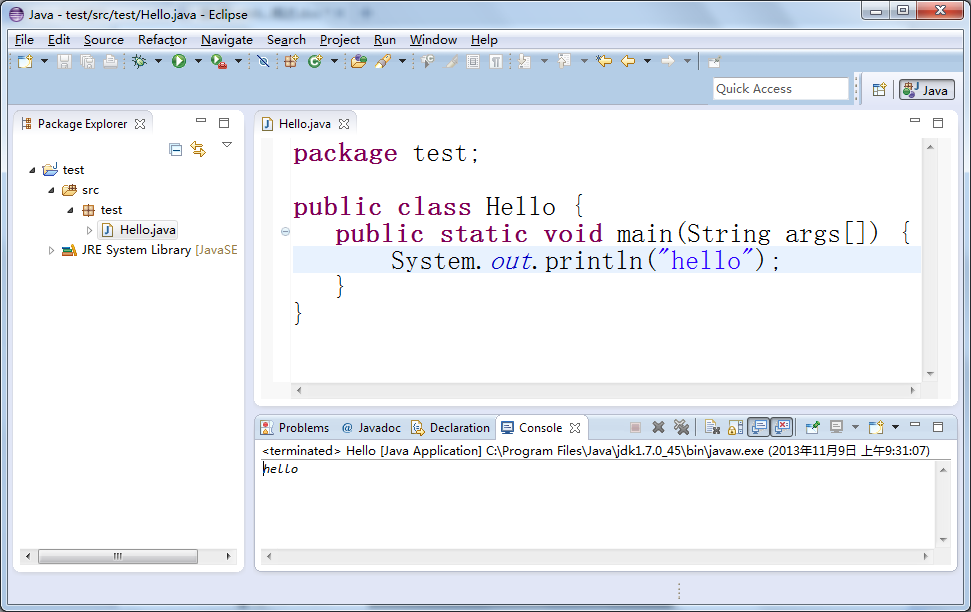 Java - test/src/test/Hello.java - Eclipse
File Edit Source Refactor Navigate Search Project Run Window Help
Quick Access
Java
Package Explorer
test
src
test
Hello.java
JRE System Library [JavaSE
Hello.java
package test;
public class Hello {
public static void main(String args[]) {
System.out.println("hello");
}
}
Problems @ Javadoc Declaration Console
<terminated> Hello [Java Application] C:\Program Files\Java\jdk1.7.0_45\bin\javaw.exe (2013年11月9日 上午9:31:07)
hello